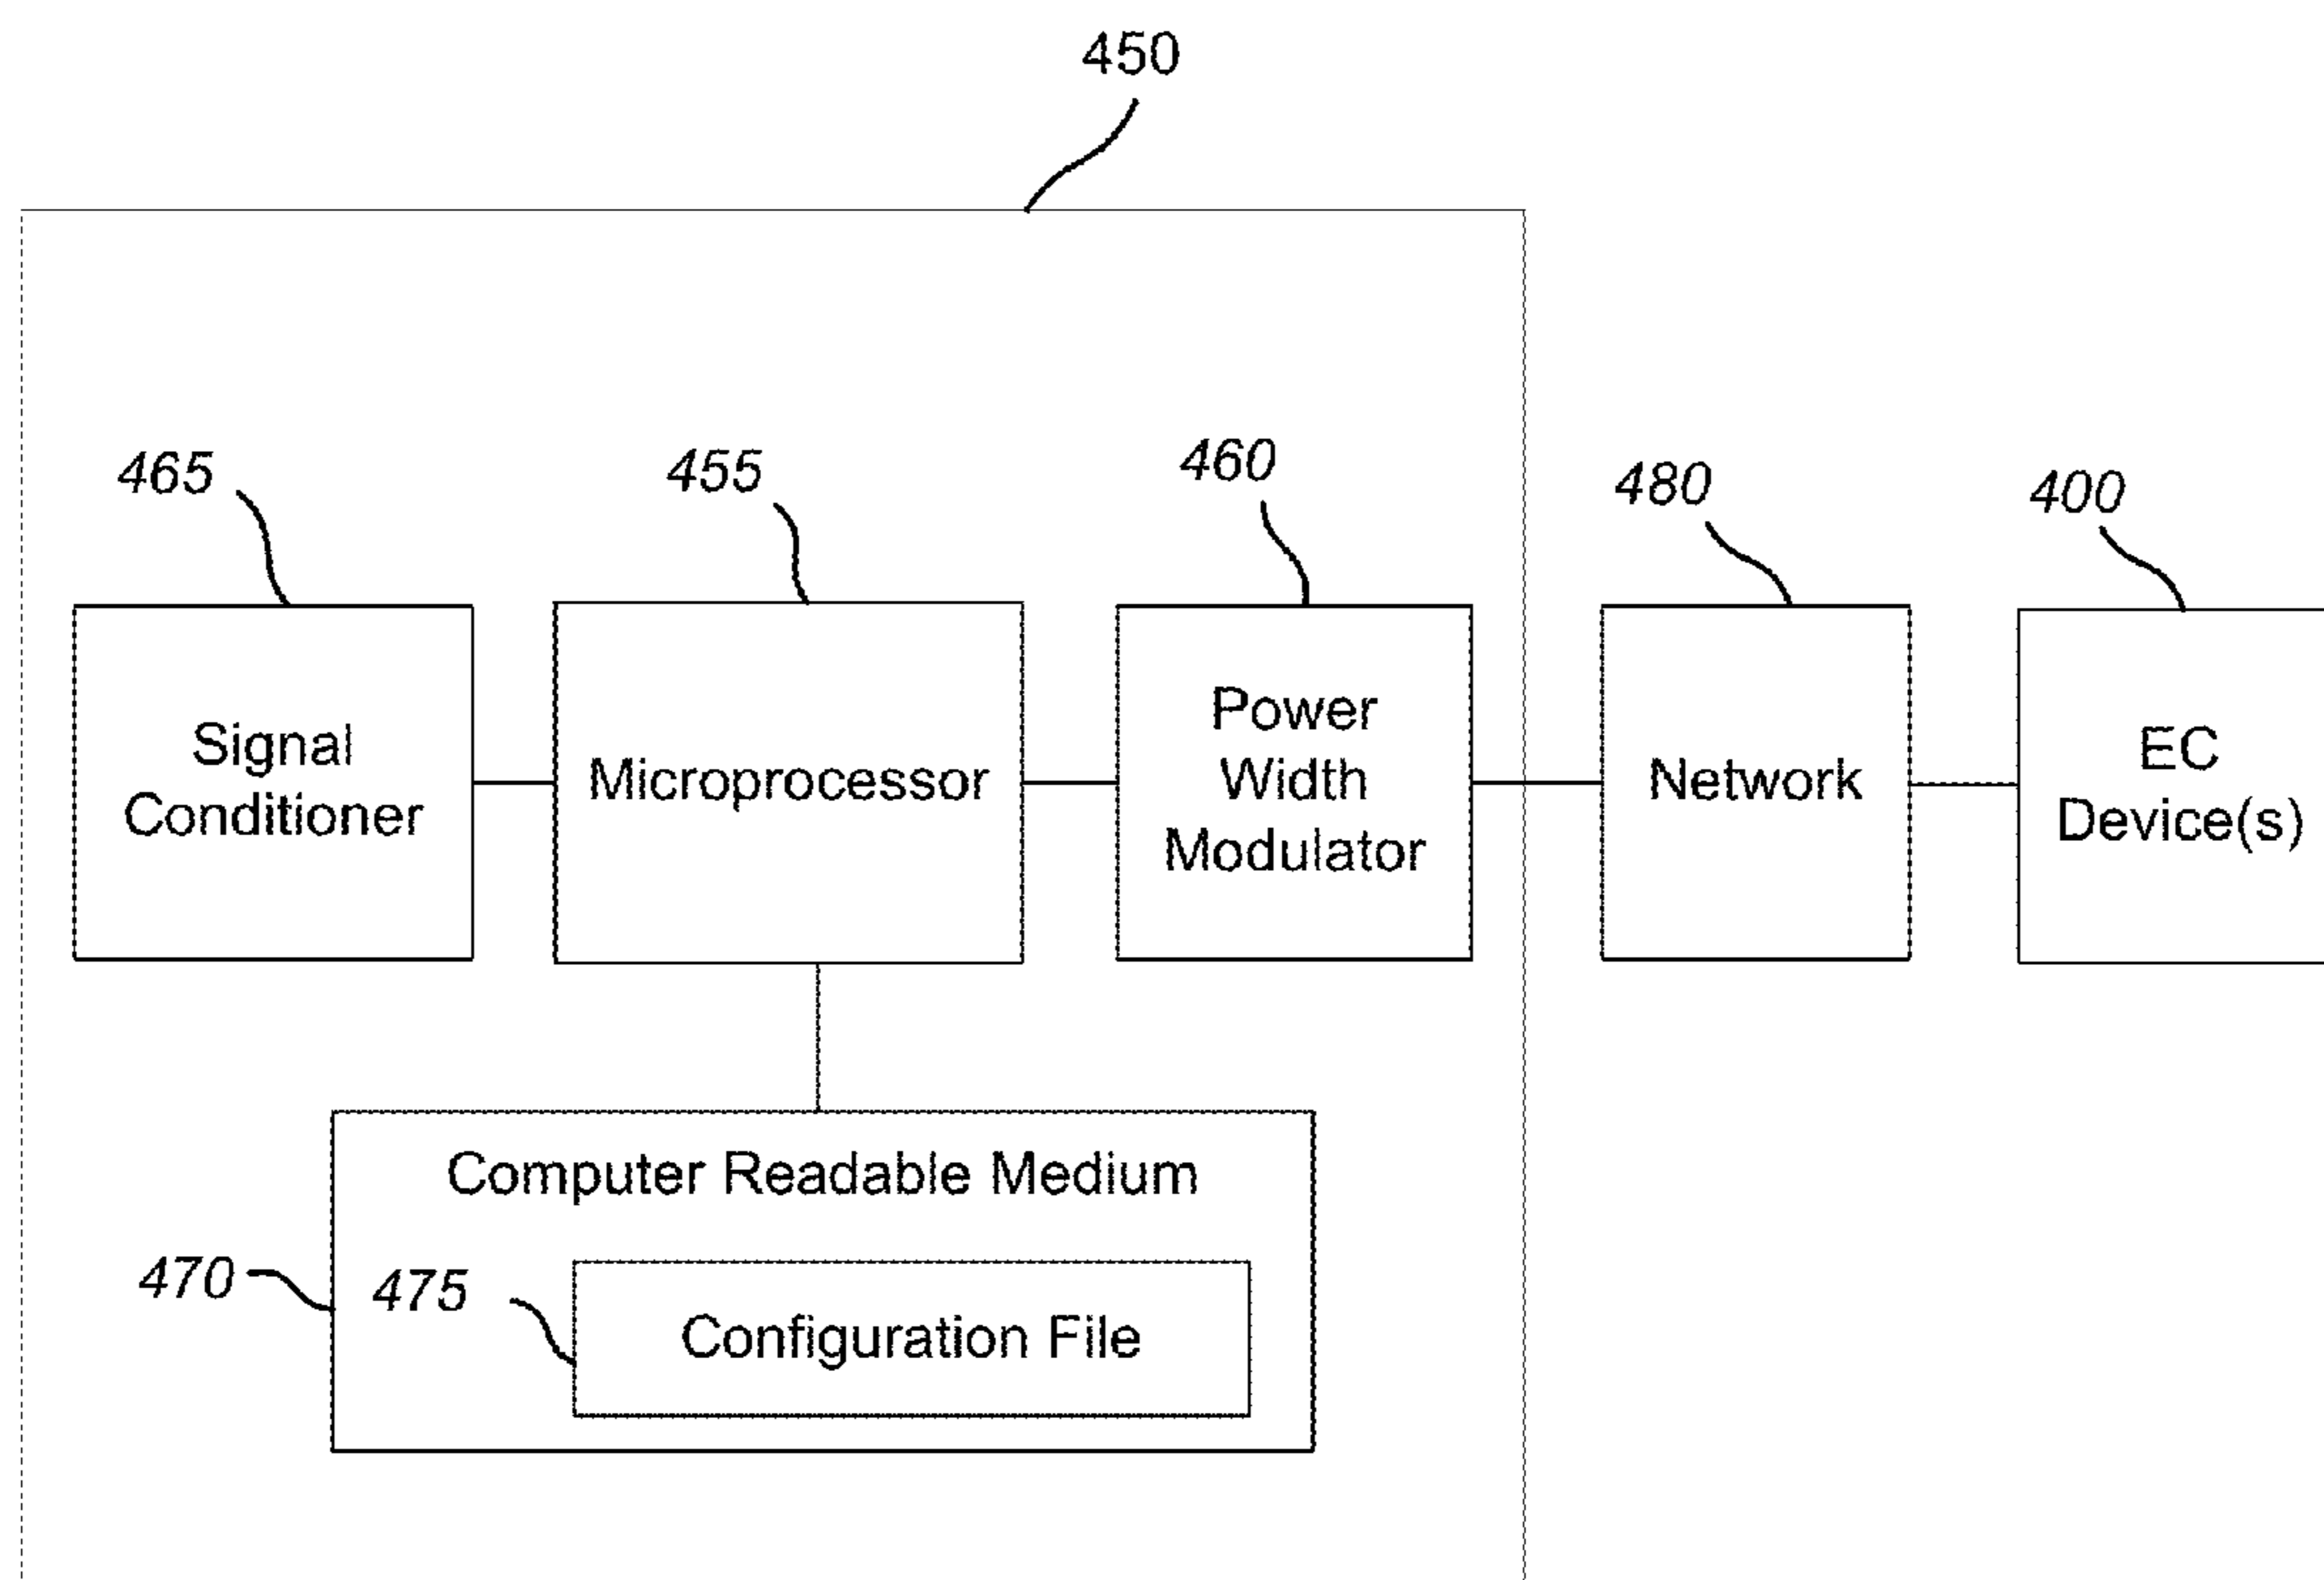 450
465
455
460
480
400
Signal
Conditioner
Microprocessor
Power
Width
Modulator
Network
EC
Device(s)
Computer Readable Medium
470
475
Configuration File